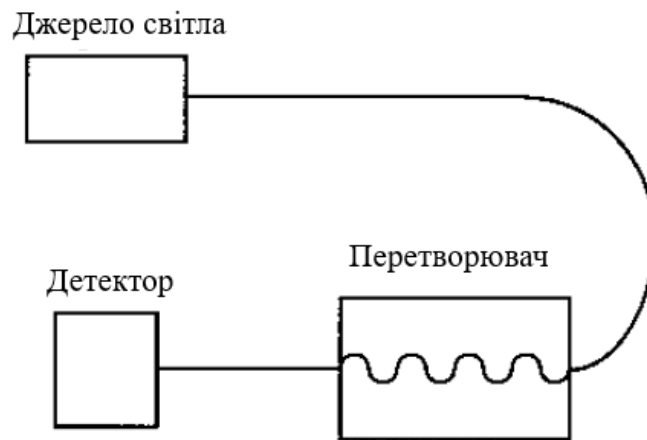 Джерело світла
Перетворювач
Детектор